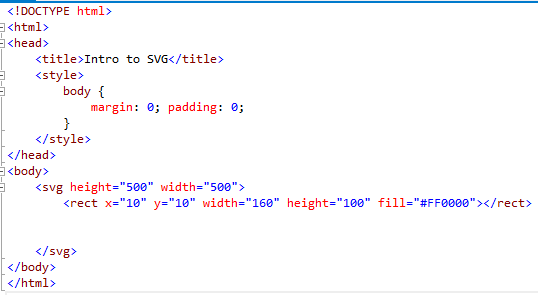 <!DOCTYPE html>
<html>
<head>
    <title>Intro to SVG</title>
    <style>
        body {
            margin: 0; padding: 0;
        }
    </style>
</head>
<body>
    <svg height="500" width="500">
        <rect x="10" y="10" width="160" height="100" fill="#FF0000"></rect>
    </svg>
</body>
</html>